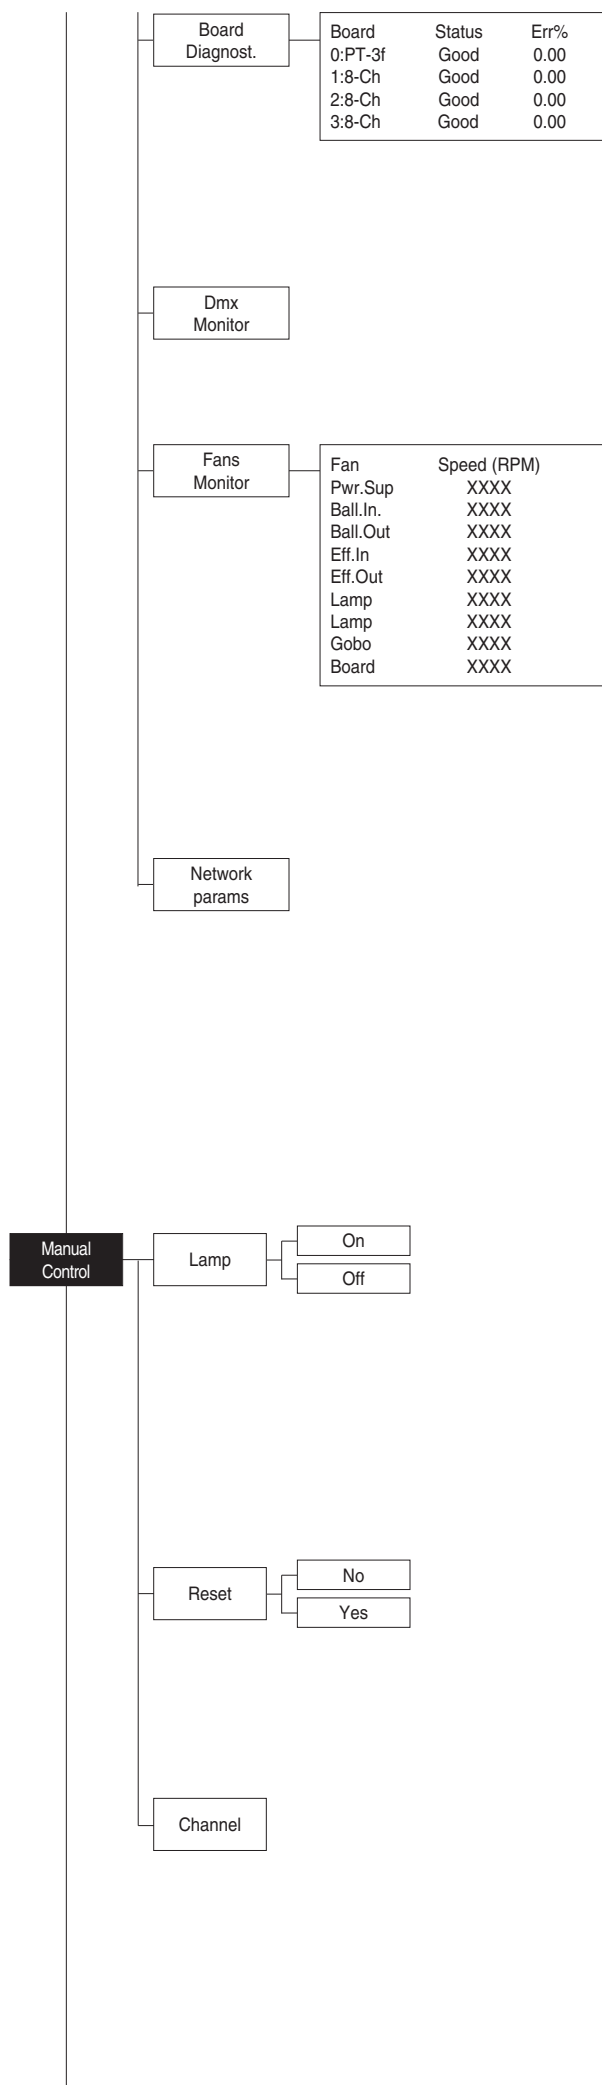 Board
Diagnost.
Board Status Err%
0:PT-3f Good 0.00
1:8-Ch Good 0.00
2:8-Ch Good 0.00
3:8-Ch Good 0.00
Dmx
Monitor
Fans
Monitor
Fan Speed (RPM)
Pwr.Sup XXXX
Ball.In. XXXX
Ball.Out XXXX
Eff.In XXXX
Eff.Out XXXX
Lamp XXXX
Lamp XXXX
Gobo XXXX
Board XXXX
Network
params
Manual
Control
Lamp
On
Off
Reset
No
Yes
Channel